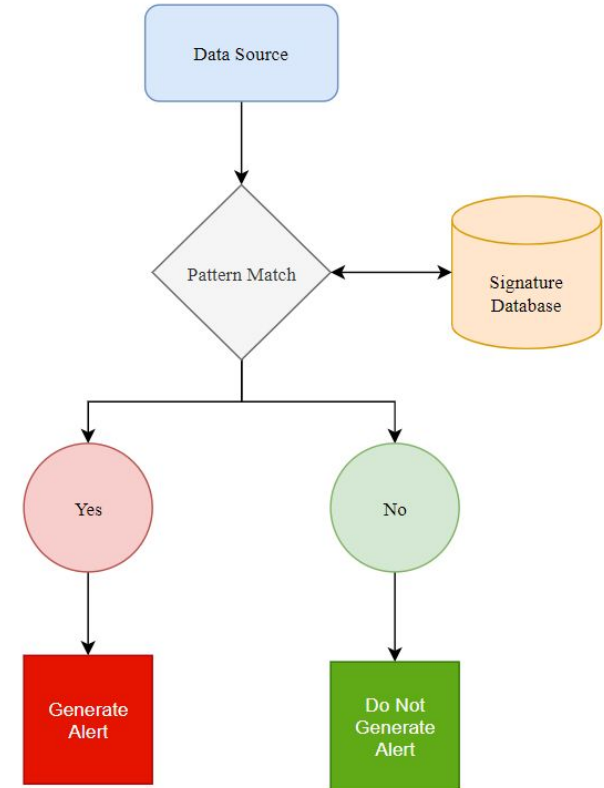 Data Source
Pattern Match
Signature
Database
Yes
No
Generate
Alert
Do Not
Generate
Alert